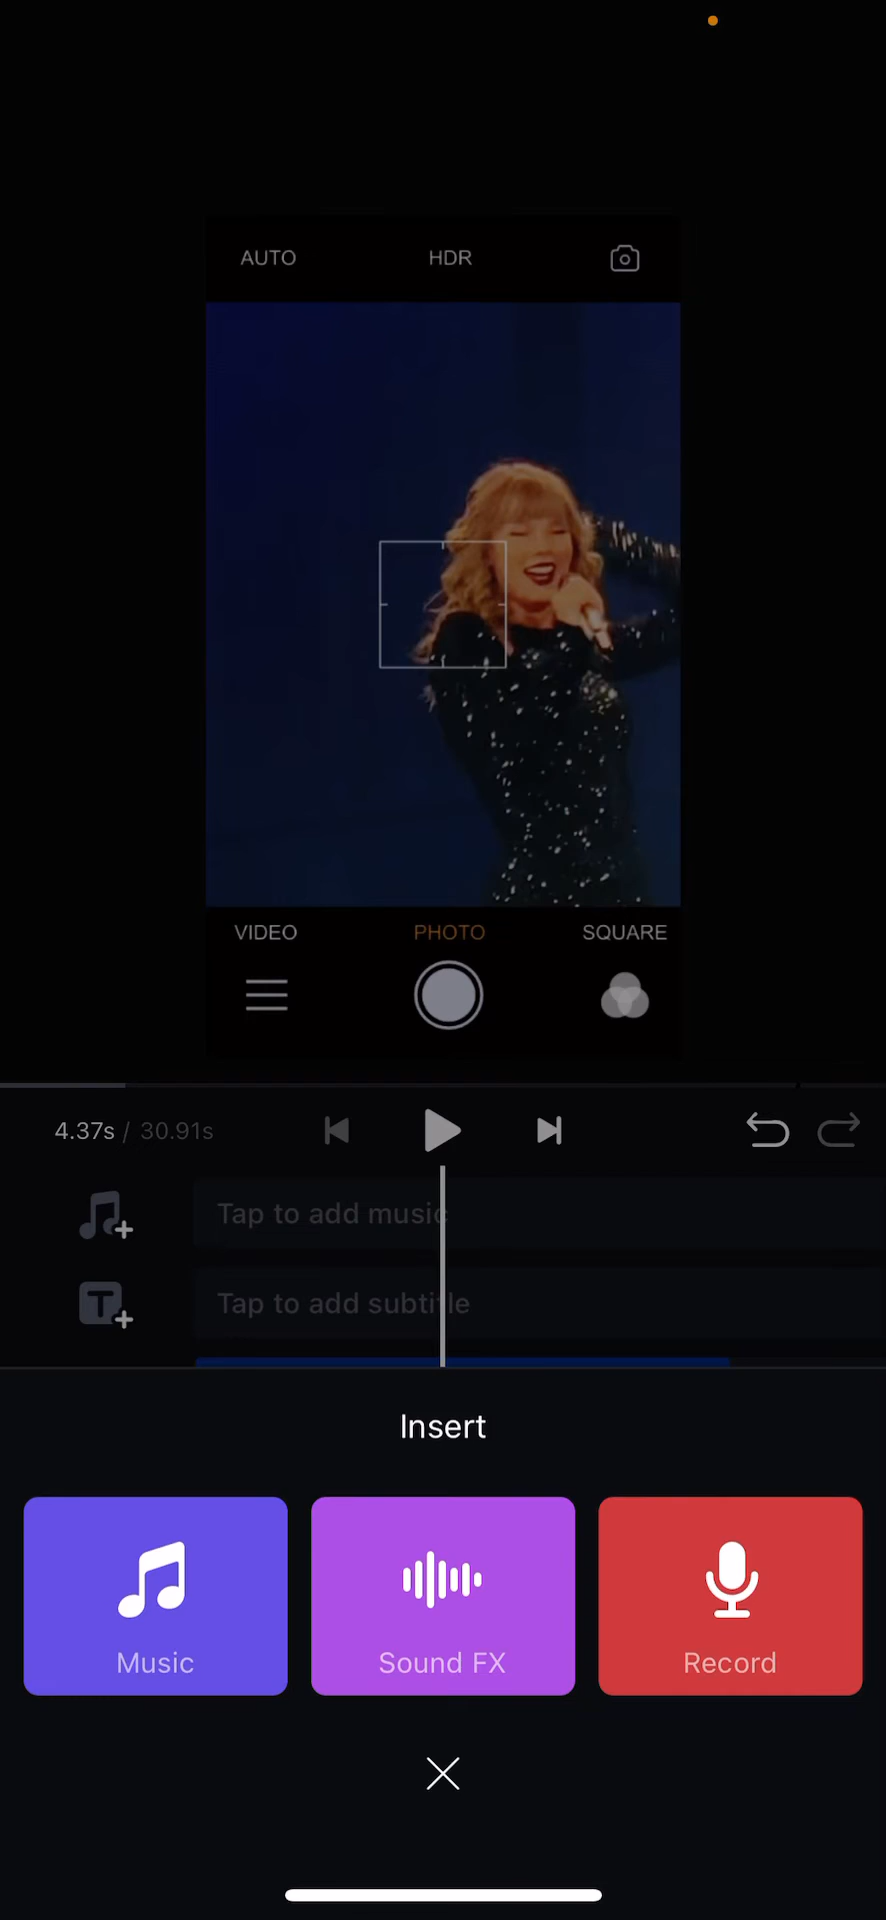 AUTO HDR
VIDEO PHOTO SQUARE
4.37s / 30.91s
Tap to add music
T Tap to add subtitle
Insert
Music Sound FX Record